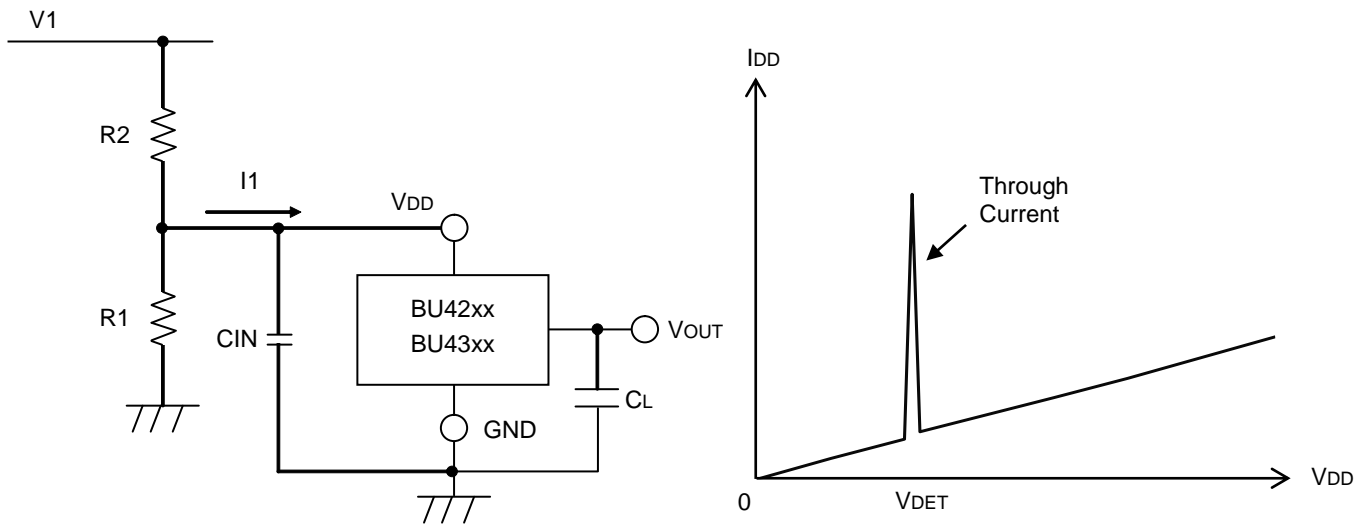 V1
R2
I1
VDD
R1
CIN
BU42xx
BU43xx
VOUT
CL
GND
IDD
Through
Current
0
VDET
VDD